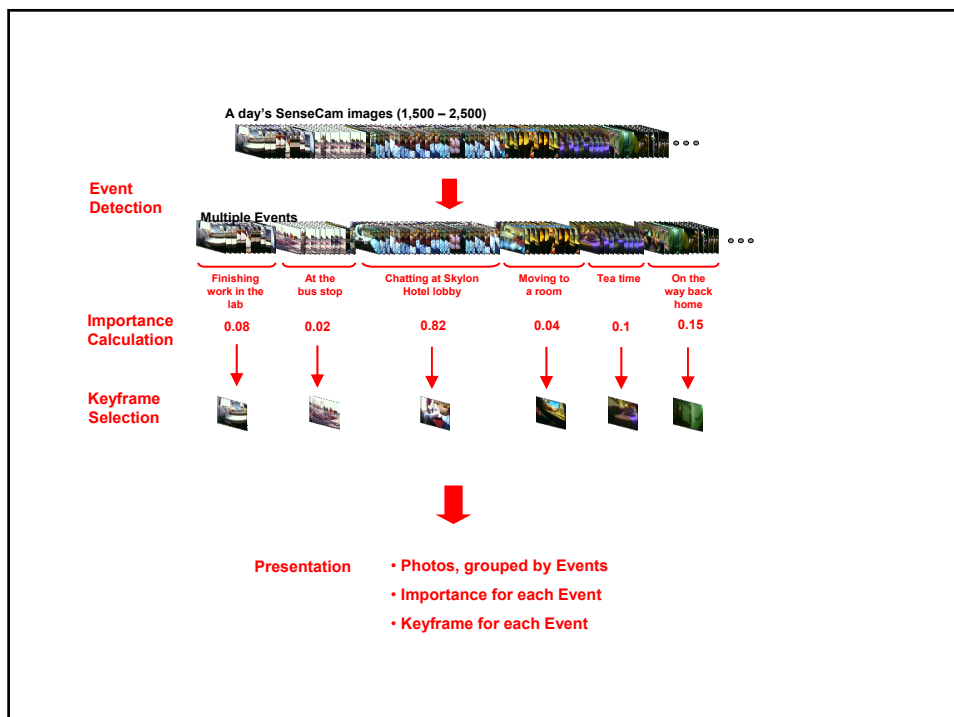 A day's SenseCam images (1,500 – 2,500)
Event
Detection
Multiple Events
Finishing
work in the
lab
At the
bus stop
Chatting at Skylon
Hotel lobby
Moving to
a room
Tea time
On the
way back
home
Importance
Calculation
0.08
0.02
0.82
0.04
0.1
0.15
Keyframe
Selection
Presentation
• Photos, grouped by Events
• Importance for each Event
• Keyframe for each Event